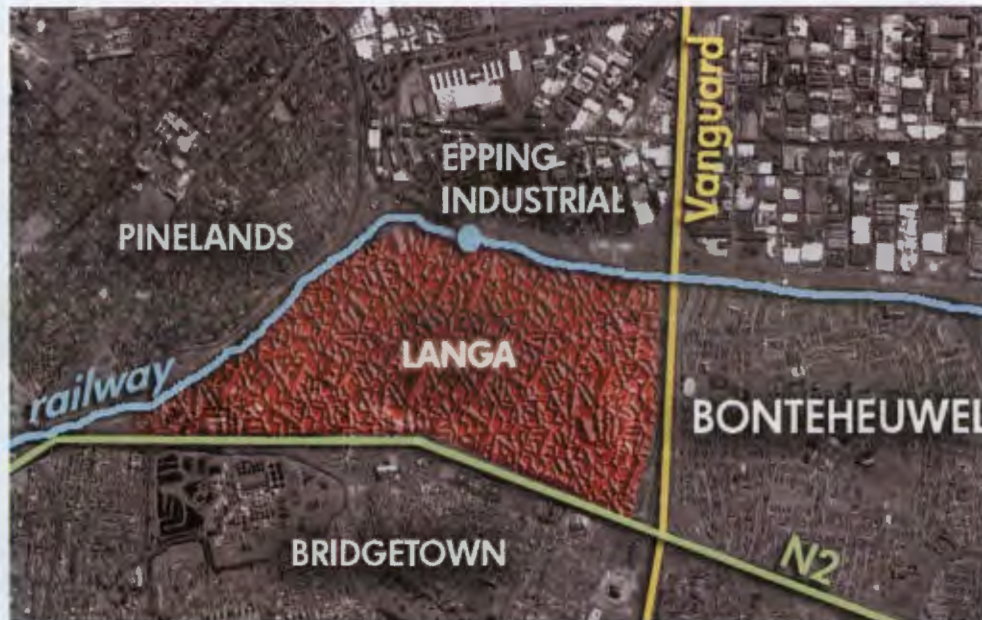 Vanguard
EPPING
INDUSTRIAL
PINELANDS
LANGA
railway
BONTEHEUWEL
BRIDGETOWN
N2